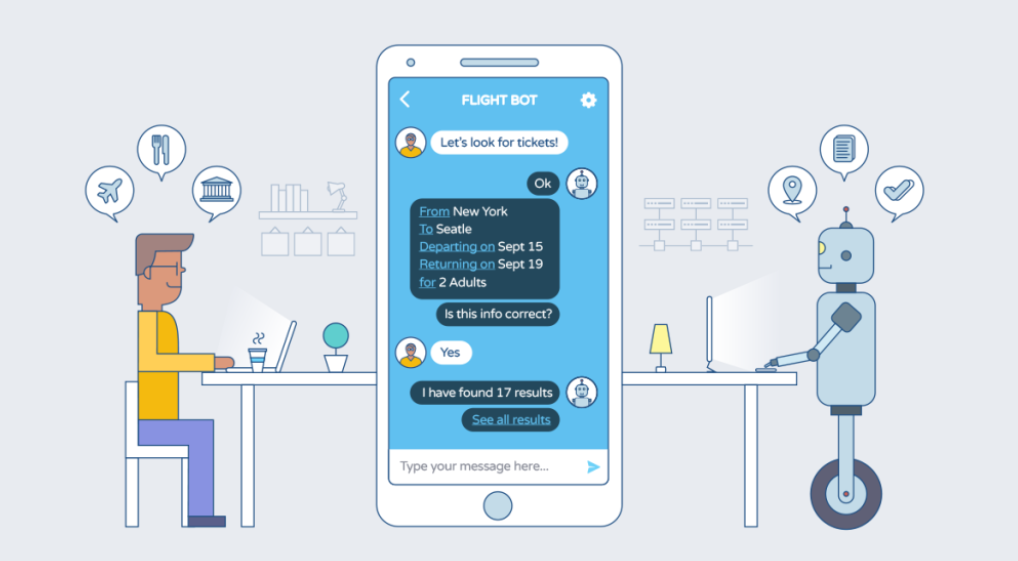 FLIGHT BOT
Let's look for tickets!
Ok
From New York
To Seatle
Departing on Sept 15
Returning on Sept 19
for 2 Adults
Is this info correct?
Yes
I have found 17 results
See all results
Type your message here...